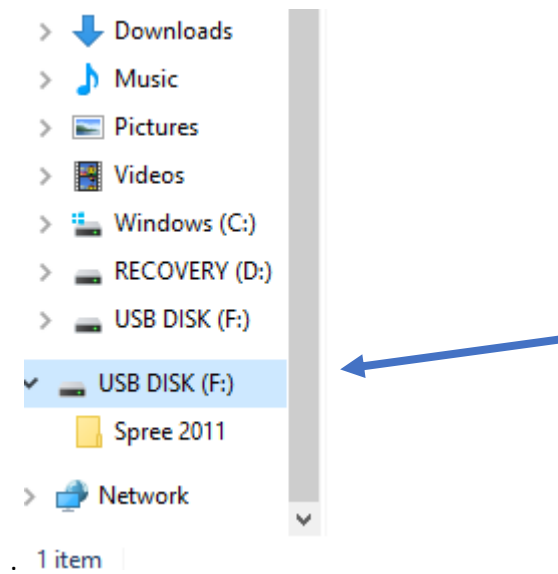 Downloads
Music
Pictures
Videos
Windows (C:)
RECOVERY (D:)
USB DISK (F:)
USB DISK (F:)
Spree 2011
Network
. 1 item